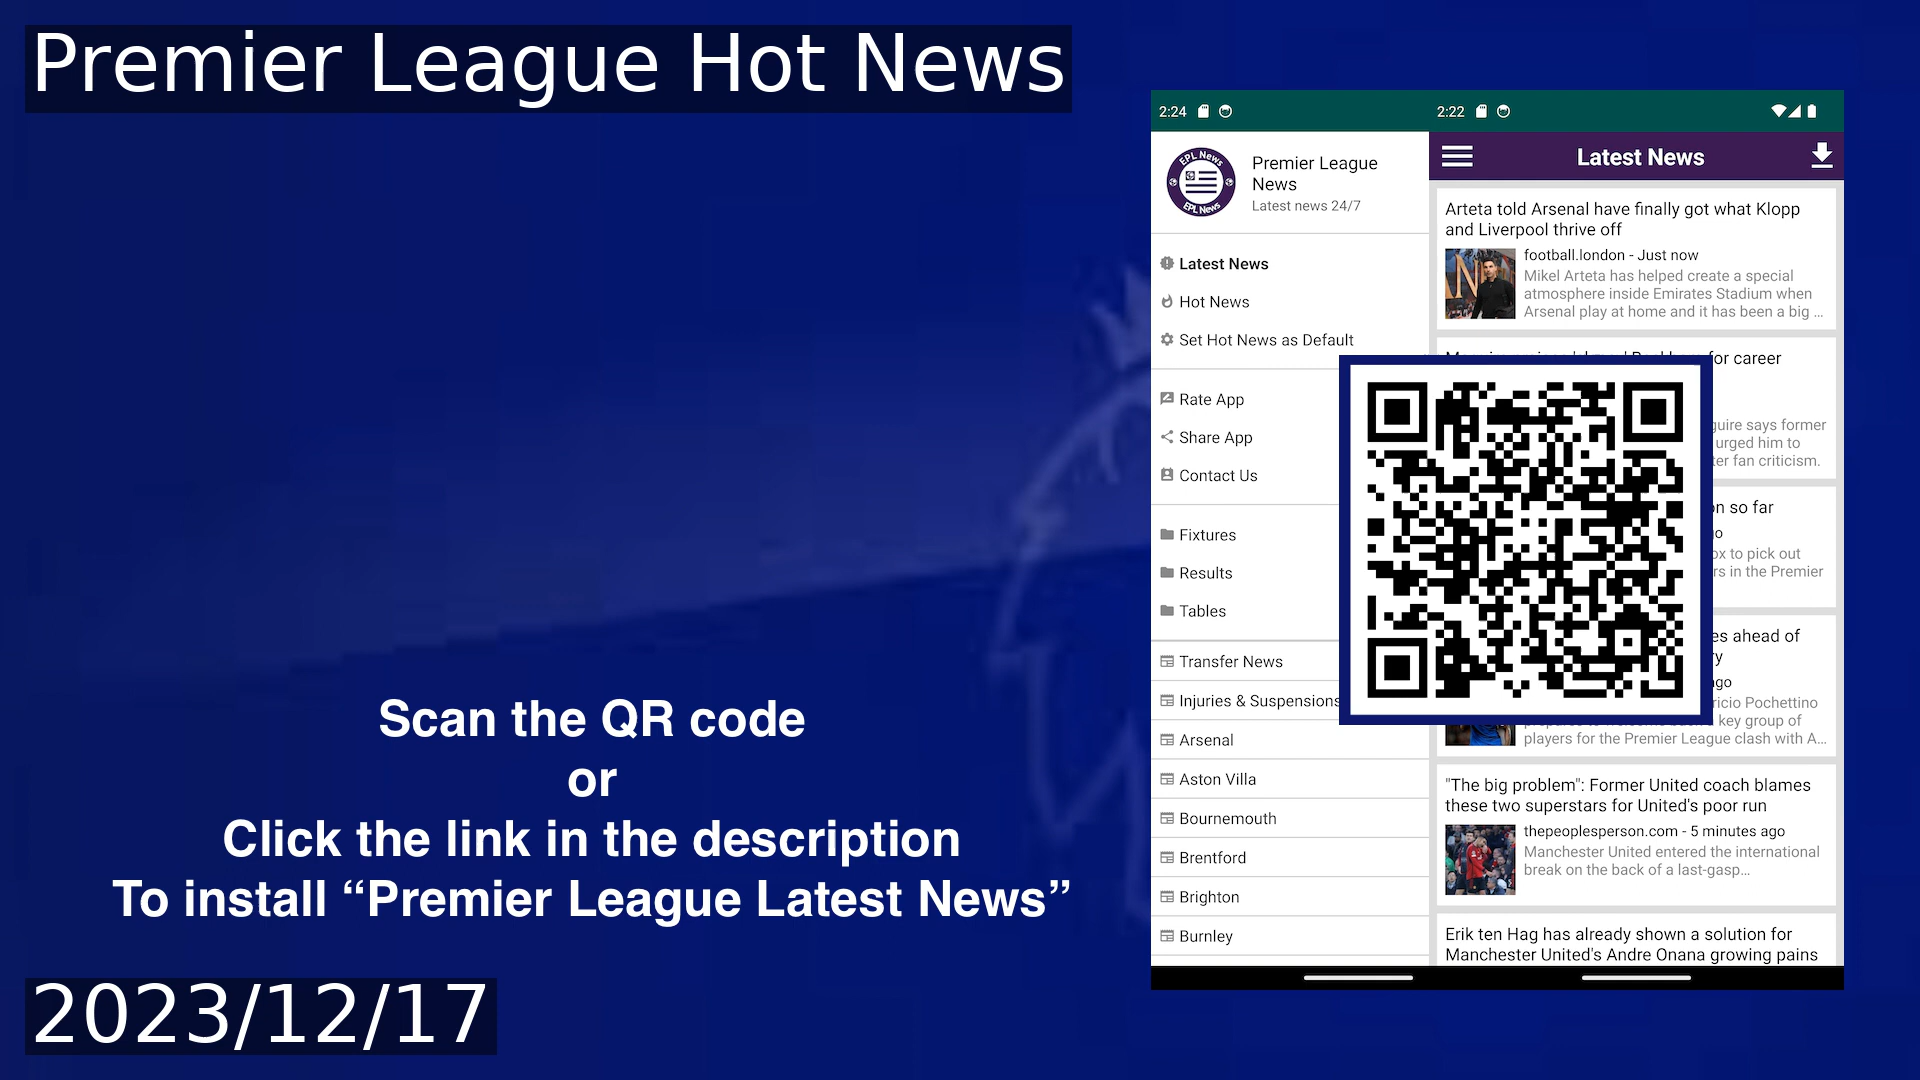 Premier League Hot News
2:24
EPL News
EPL News
Premier League
News
Latest news 24/7
Latest News
Hot News
Set Hot News as Default
Rate App
Share App
Contact Us
Fixtures
Results
Tables
Transfer News
Injuries & Suspensions
Arsenal
Aston Villa
Bournemouth
Brentford
Brighton
Burnley
2:22
Latest News
Arteta told Arsenal have finally got what Klopp
and Liverpool thrive off
football.london - Just now
Mikel Arteta has helped create a special
atmosphere inside Emirates Stadium when
Arsenal play at home and it has been a big ...
for career
says former
urged him to
fan criticism.
so far
to pick out
in the Premier
ahead of
Pochettino
key group of
players for the Premier League clash with A...
"The big problem": Former United coach blames
these two superstars for United's poor run
thepeoplesperson.com - 5 minutes ago
Manchester United entered the international
break on the back of a last-gasp...
Erik ten Hag has already shown a solution for
Manchester United's Andre Onana growing pains
Scan the QR code
or
Click the link in the description
To install “Premier League Latest News”
2023/12/17